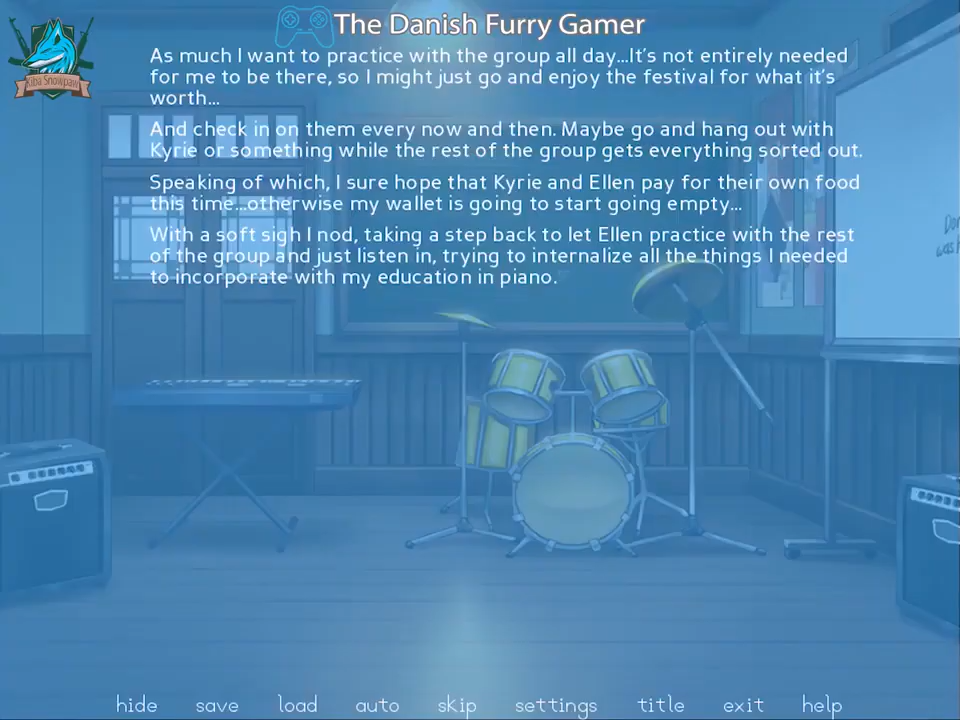 The Danish Furry Gamer
Kiba Snowpaw
As much I want to practice with the group all day...It's not entirely needed
for me to be there, so I might just go and enjoy the festival for what it's
worth...
And check in on them every now and then. Maybe go and hang out with
Kyrie or something while the rest of the group gets everything sorted out.
Speaking of which, I sure hope that Kyrie and Ellen pay for their own food
this time...otherwise my wallet is going to start going empty...
With a soft sigh I nod, taking a step back to let Ellen practice with the rest
of the group and just listen in, trying to internalize all the things I needed
to incorporate with my education in piano.
hide save load auto skip settings title exit help